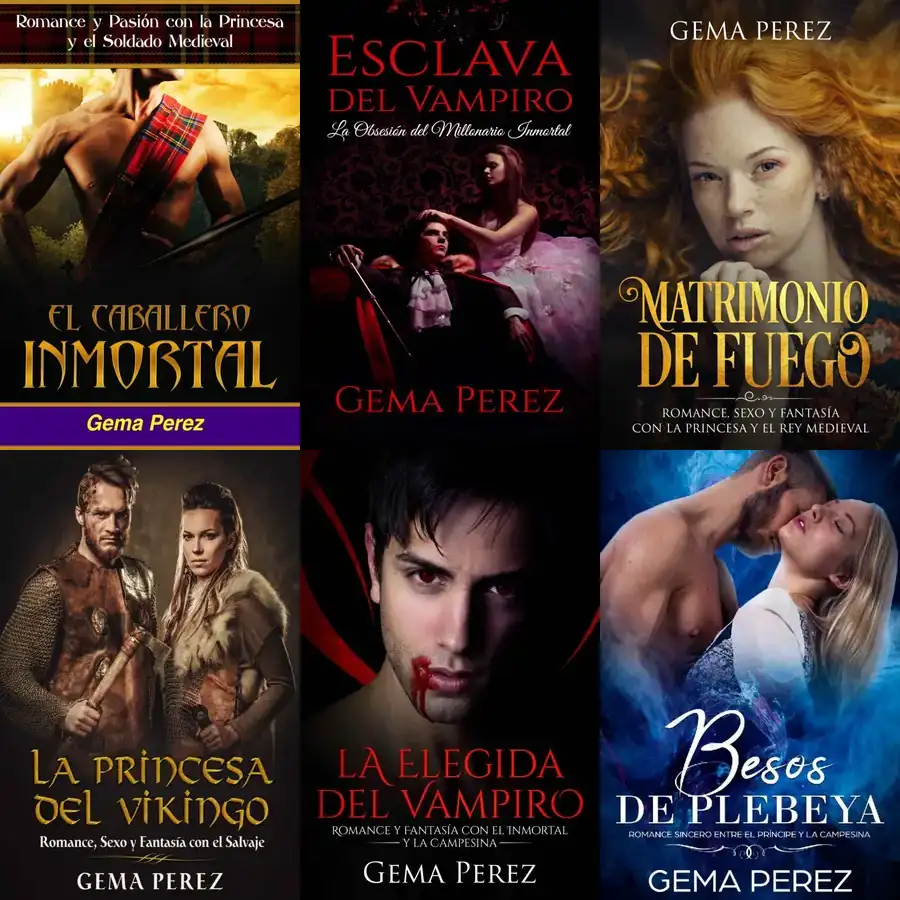 Romance y Pasión con la Princesa
y el Soldado Medieval
EL CABALLERO
INMORTAL
Gema Perez
ESCLAVA
DEL VAMPIRO
La Obsesión del Millonario Inmortal
GEMA PEREZ
GEMA PEREZ
MATRIMONIO
DE FUEGO
ROMANCE, SEXO Y FANTASÍA
CON LA PRINCESA Y EL REY MEDIEVAL
LA PRINCESA
DEL VIKINGO
Romance, Sexo y Fantasía con el Salvaje
GEMA PEREZ
LA ELEGIDA
DEL VAMPIRO
ROMANCE Y FANTASÍA CON EL INMORTAL
Y LA CAMPESINA
GEMA PEREZ
Besos
DE PLEBEYA
ROMANCE SINCERO ENTRE EL PRÍNCIPE Y LA CAMPESINA
GEMA PEREZ